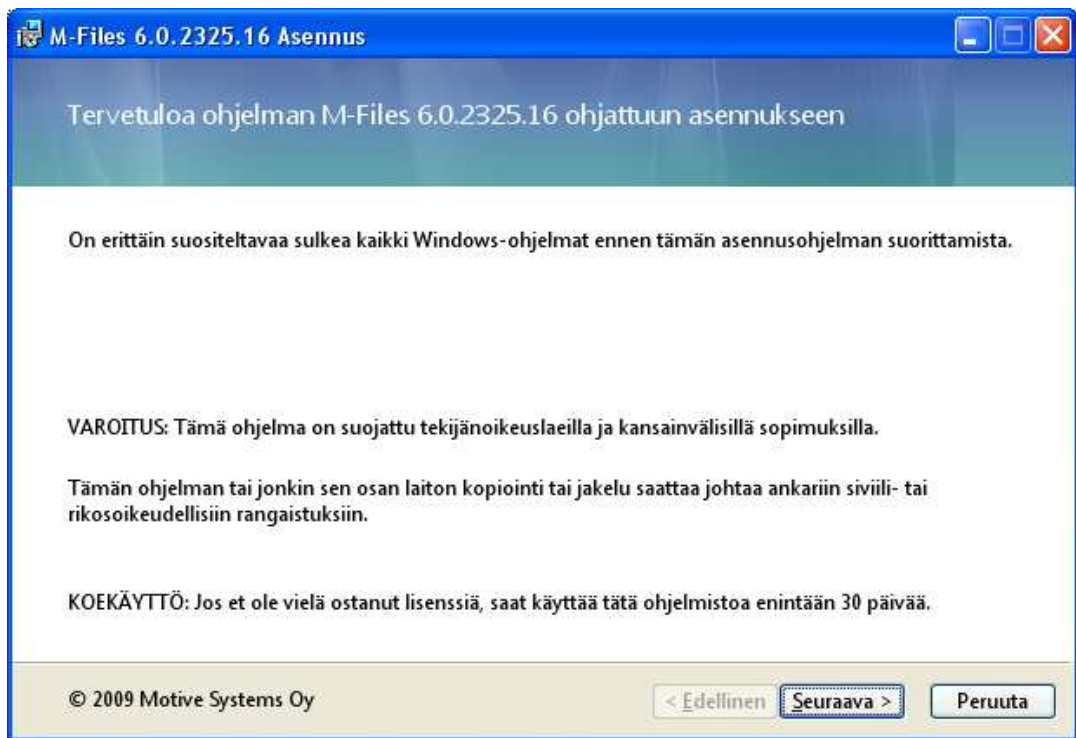 M-Files 6.0.2325.16 Asennus
Tervetuloa ohjelman M-Files 6.0.2325.16 ohjattuun asennukseen
On erittäin suositeltavaa sulkea kaikki Windows-ohjelmat ennen tämän asennusohjelman suorittamista.
VAROITUS: Tämä ohjelma on suojattu tekijänoikeuslaeilla ja kansainvälisillä sopimuksilla.
Tämän ohjelman tai jonkin sen osan laiton kopiointi tai jakelu saattaa johtaa ankariin siviili- tai
rikosoikeudellisiin rangaistuksiin.
KOEKÄYTTÖ: Jos et ole vielä ostanut lisenssiä, saat käyttää tätä ohjelmistoa enintään 30 päivää.
© 2009 Motive Systems Oy
< Edellinen Seuraava > Peruuta